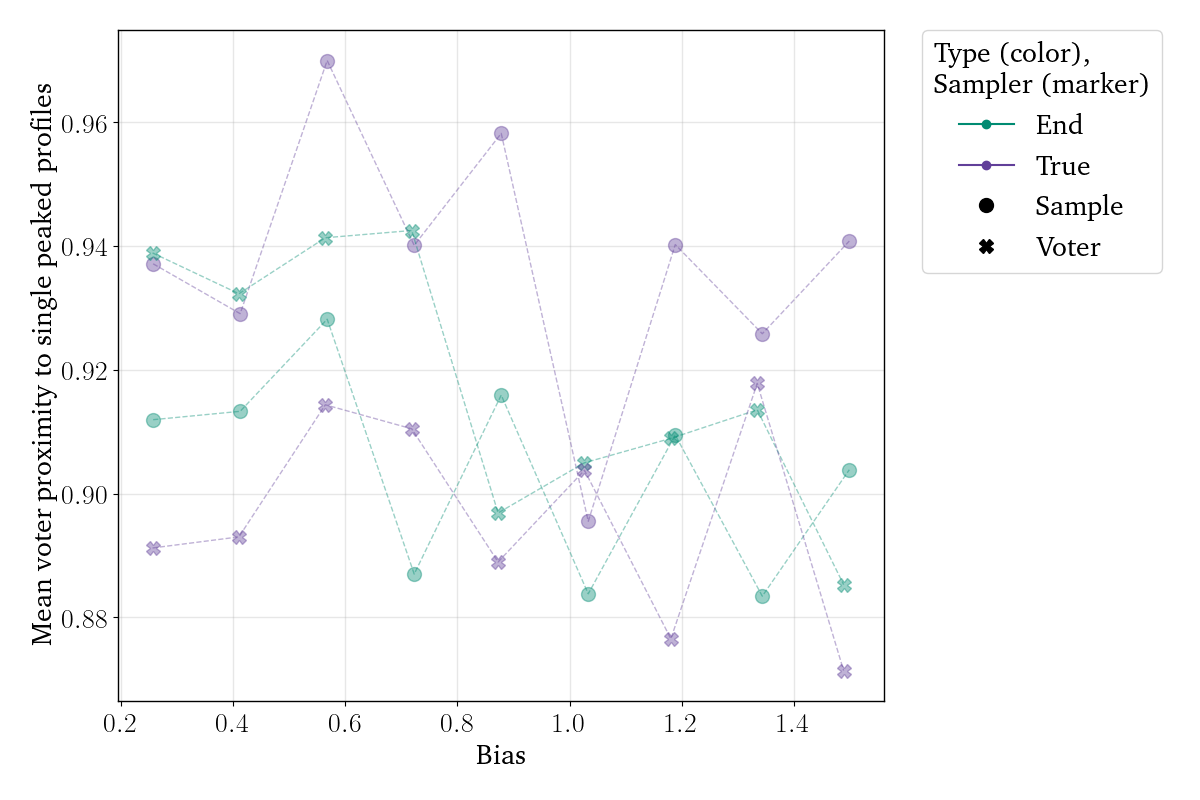 Type (color),
Sampler (marker)
End
True
Sample
Voter
Mean voter proximity to single peaked profiles
0.96
0.94
0.92
0.90
0.88
0.2 0.4 0.6 0.8 1.0 1.2 1.4
Bias